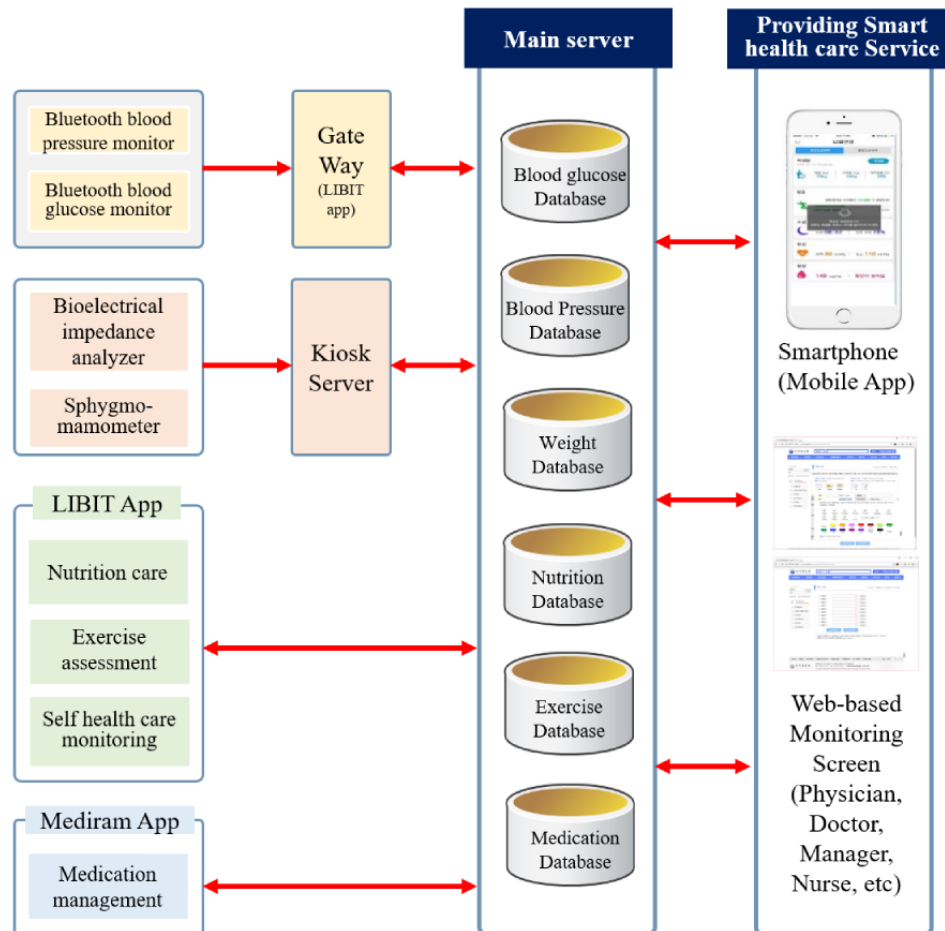 Main server
Providing Smart
health care Service
Bluetooth blood
pressure monitor
Bluetooth blood
glucose monitor
Gate
Way
(LIBIT
app)
Bioelectrical
impedance
analyzer
Sphygmo-
mamometer
Kiosk
Server
LIBIT App
Nutrition care
Exercise
assessment
Self health care
monitoring
Mediram App
Medication
management
Blood glucose
Database
Blood Pressure
Database
Weight
Database
Nutrition
Database
Exercise
Database
Medication
Database
Smartphone
(Mobile App)
Web-based
Monitoring
Screen
(Physician,
Doctor,
Manager,
Nurse, etc)